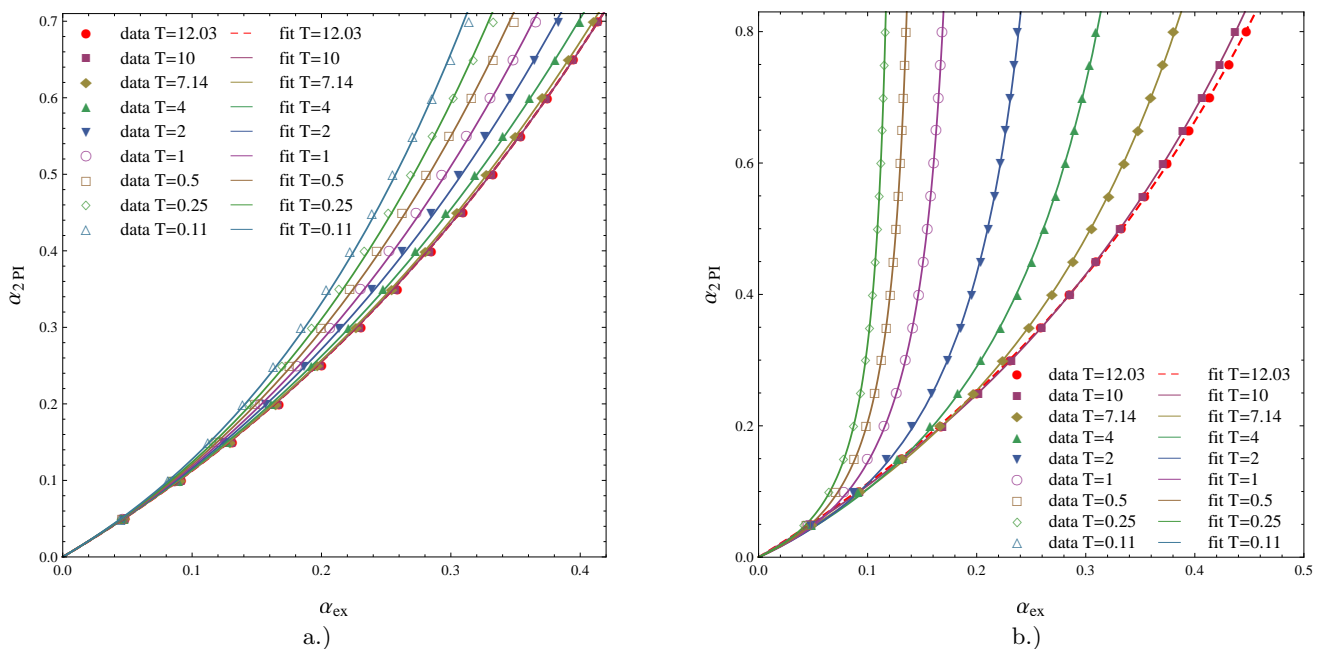 0.7
0.6
0.5
0.4
0.3
0.2
0.1
0.0
α2 PI
data T=12.03 fit T=12.03
data T=10 fit T=10
data T=7.14 fit T=7.14
data T=4 fit T=4
data T=2 fit T=2
data T=1 fit T=1
data T=0.5 fit T=0.5
data T=0.25 fit T=0.25
data T=0.11 fit T=0.11
0.0 0.1 0.2 0.3 0.4
αex
a.)
0.8
0.6
0.4
0.2
0.0
α2 PI
data T=12.03 fit T=12.03
data T=10 fit T=10
data T=7.14 fit T=7.14
data T=4 fit T=4
data T=2 fit T=2
data T=1 fit T=1
data T=0.5 fit T=0.5
data T=0.25 fit T=0.25
data T=0.11 fit T=0.11
0.0 0.1 0.2 0.3 0.4 0.5
αex
b.)